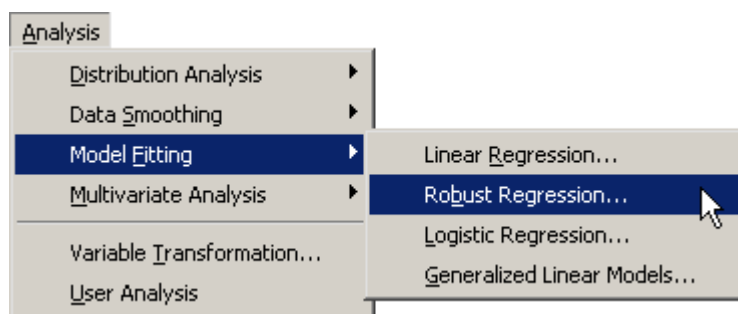 Analysis
Distribution Analysis
Data Smoothing
Model Fitting
Multivariate Analysis
Variable Transformation...
User Analysis
Linear Regression...
Robust Regression...
Logistic Regression...
Generalized Linear Models...